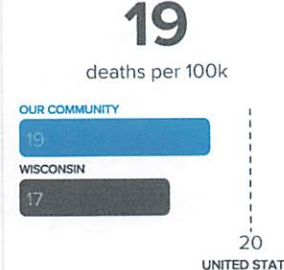 19
deaths per 100k
OUR COMMUNITY
19
WISCONSIN
17
20
UNITED STAT